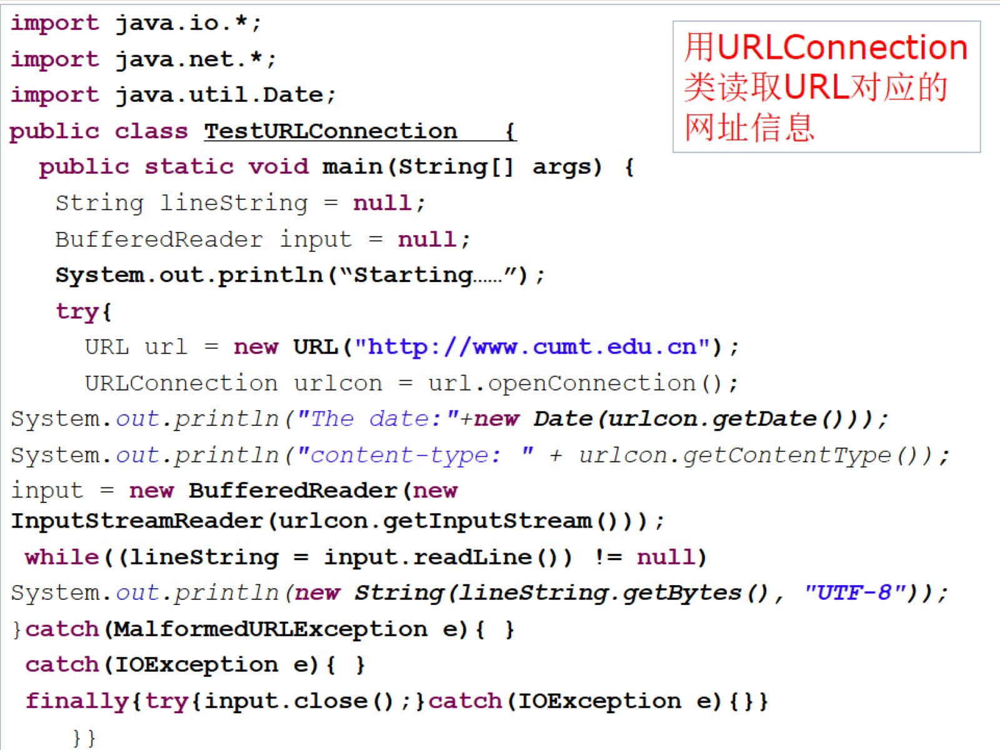 import java.io.*;
import java.net.*;
import java.util.Date;
public class TestURLConnection {
public static void main(String[] args) {
String lineString = null;
BufferedReader input = null;
System.out.println(“Starting……”);
try{
URL url = new URL("http://www.cumt.edu.cn");
URLConnection urlcon = url.openConnection();
System.out.println("The date:"+new Date(urlcon.getDate()));
System.out.println("content-type: " + urlcon.getContentType());
input = new BufferedReader(new
InputStreamReader(urlcon.getInputStream()));
while((lineString = input.readLine()) != null)
System.out.println(new String(lineString.getBytes(), "UTF-8"));
}catch(MalformedURLException e){ }
catch(IOException e){ }
finally{try{input.close();}catch(IOException e){}}
}}
用URLConnection
类读取URL对应的
网址信息